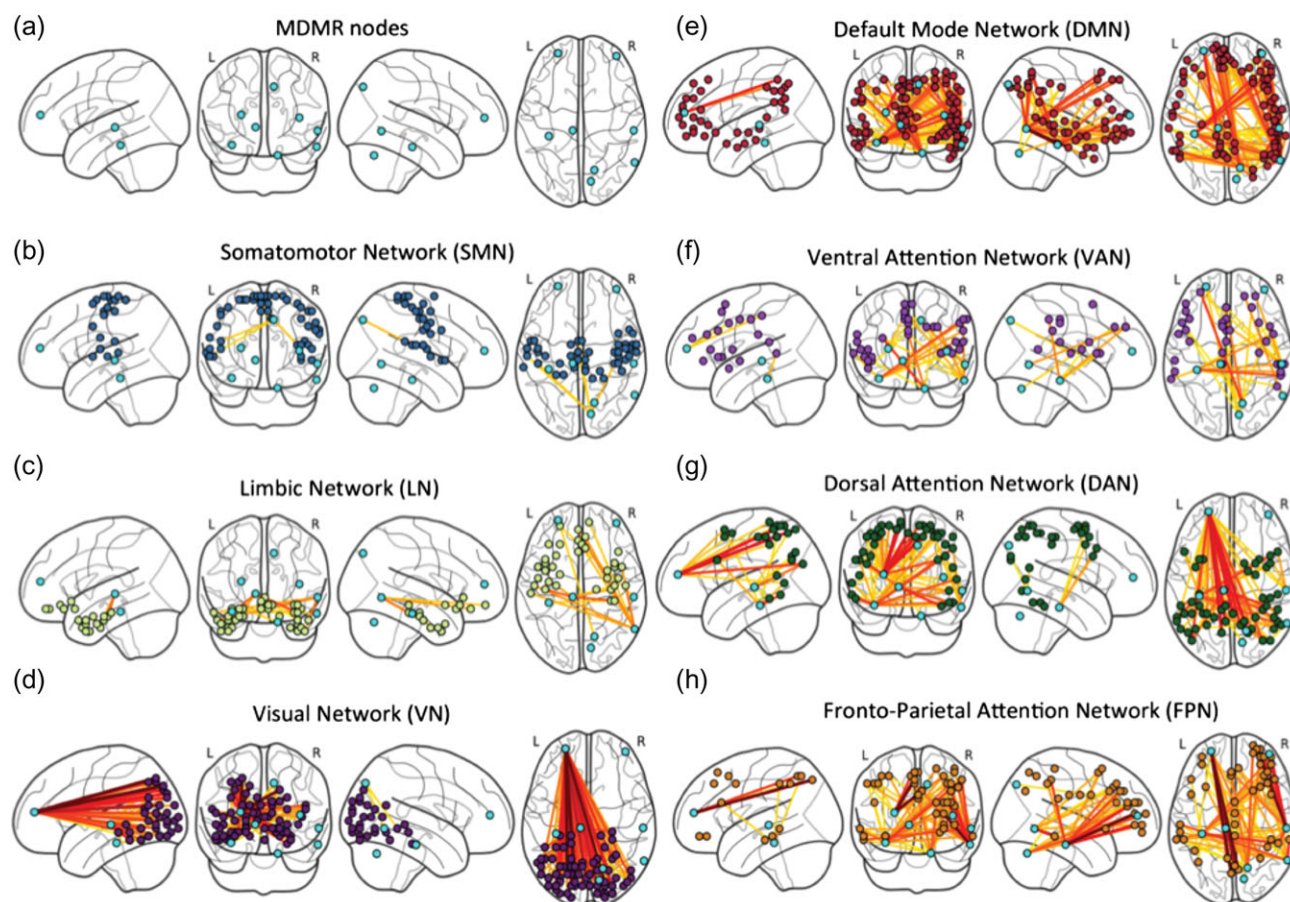 (a)
MDMR nodes
L R
L R
(b)
Somatomotor Network (SMN)
L R
L R
(c)
Limbic Network (LN)
L R
L R
(d)
Visual Network (VN)
L R
L R
(e)
Default Mode Network (DMN)
L R
L R
(f)
Ventral Attention Network (VAN)
L R
L R
(g)
Dorsal Attention Network (DAN)
L R
L R
(h)
Fronto-Parietal Attention Network (FPN)
L R
L R